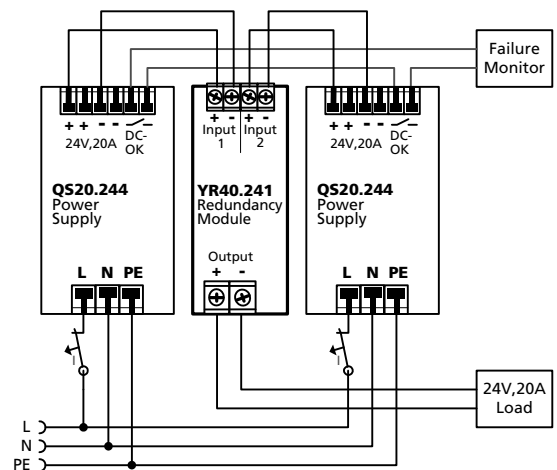 Failure
Monitor
+ + - - DC-
24V,20A OK
QS20.244
Power
Supply
L N PE
+ - + -
Input Input
1 2
YR40.241
Redundancy
Module
Output
+ -
+ + - - DC-
24V,20A OK
QS20.244
Power
Supply
L N PE
I
I
24V,20A
Load
L
N
PE